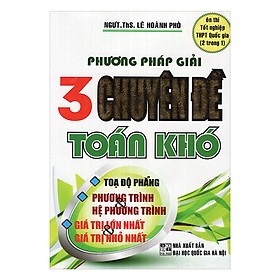 NGƯT.ThS. LÊ HOÀNH PHÒ
ôn thi
Tốt nghiệp
THPT Quốc gia
(2 trong 1)
PHƯƠNG PHÁP GIẢI
3 CHUYÊN ĐỀ
TOÁN KHÓ
TOẠ ĐỘ PHẲNG
PHƯƠNG TRÌNH
&
HỆ PHƯƠNG TRÌNH
GIÁ TRỊ LỚN NHẤT
&
GIÁ TRỊ NHỎ NHẤT
NHÀ XUẤT BẢN
ĐẠI HỌC QUỐC GIA HÀ NỘI